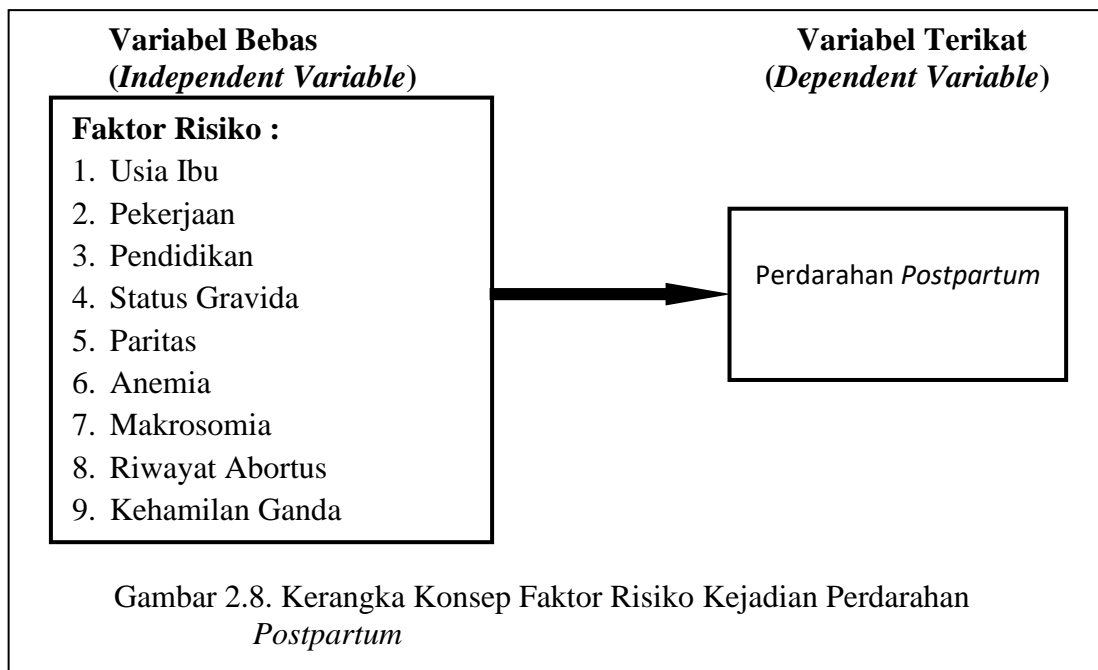 Variabel Bebas
(Independent Variable)
Variabel Terikat
(Dependent Variable)
Faktor Risiko :
1. Usia Ibu
2. Pekerjaan
3. Pendidikan
4. Status Gravida
5. Paritas
6. Anemia
7. Makrosomia
8. Riwayat Abortus
9. Kehamilan Ganda
Perdarahan Postpartum
Gambar 2.8. Kerangka Konsep Faktor Risiko Kejadian Perdarahan
Postpartum